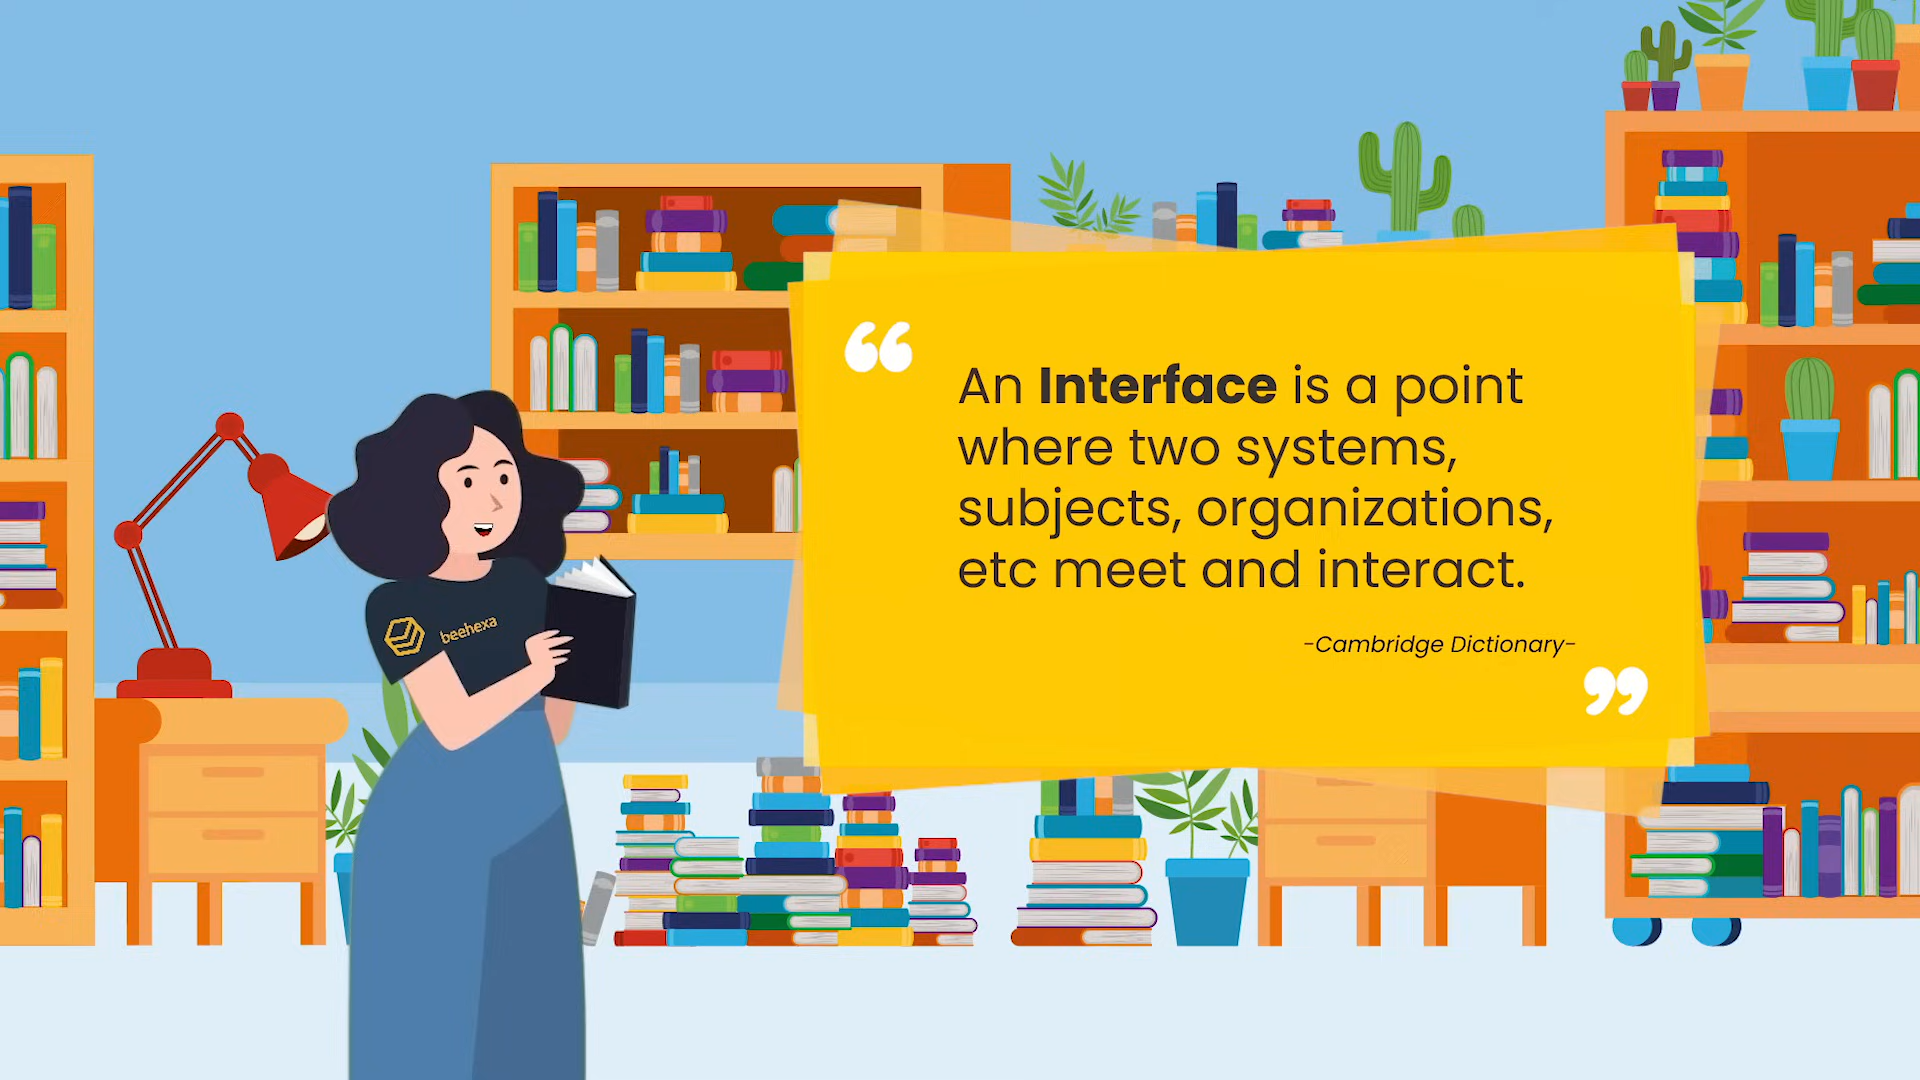 “
An Interface is a point
where two systems,
subjects, organizations,
etc meet and interact.
-Cambridge Dictionary-
”
beehexa